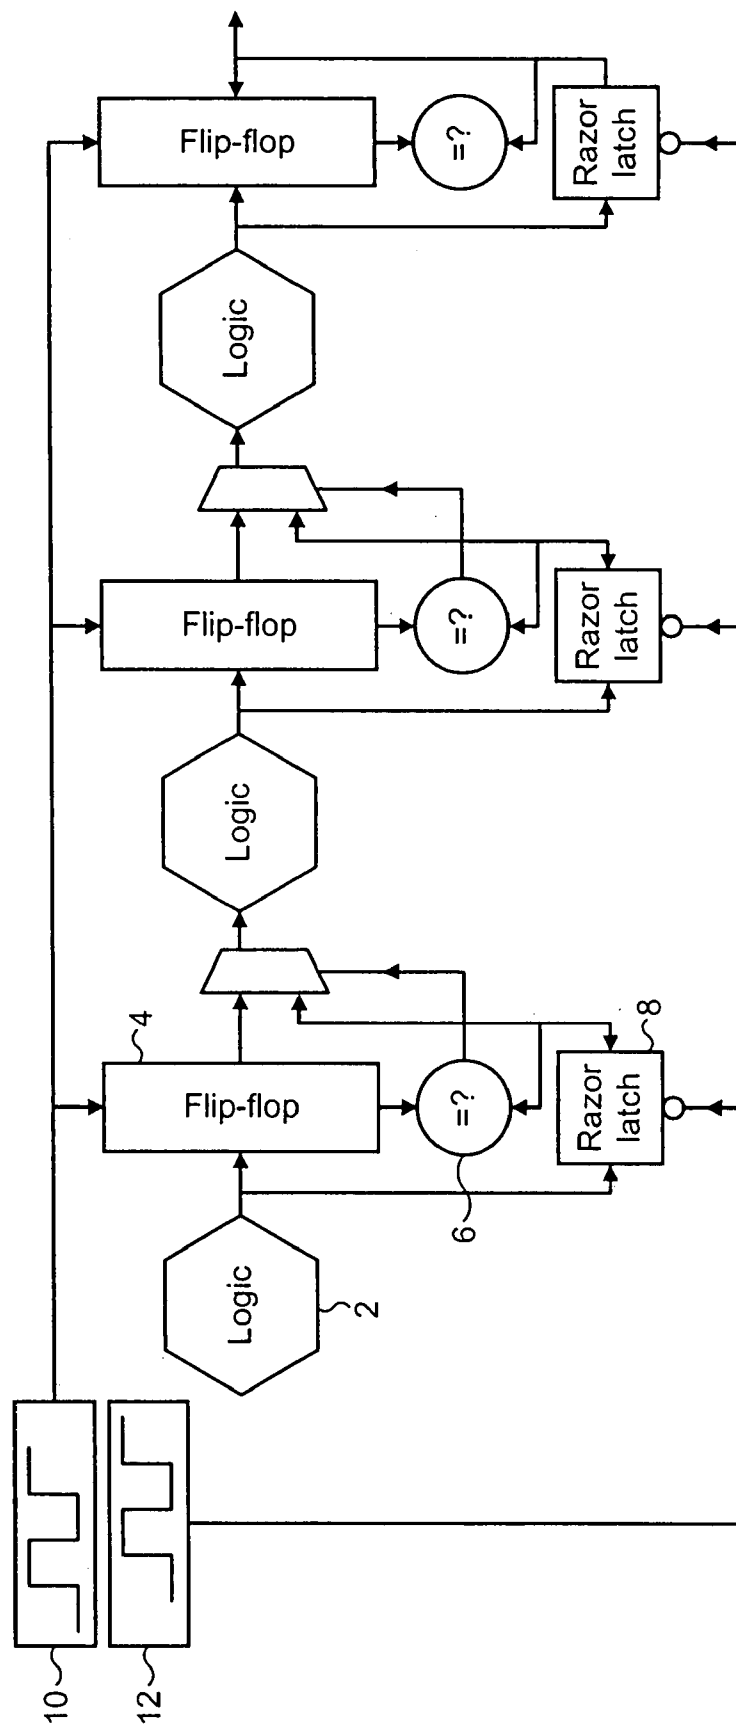 10
12
Logic
2
Flip-flop
4
=?
6
Razor
latch
8
Logic
Flip-flop
=?
Razor
latch
Logic
Flip-flop
=?
Razor
latch